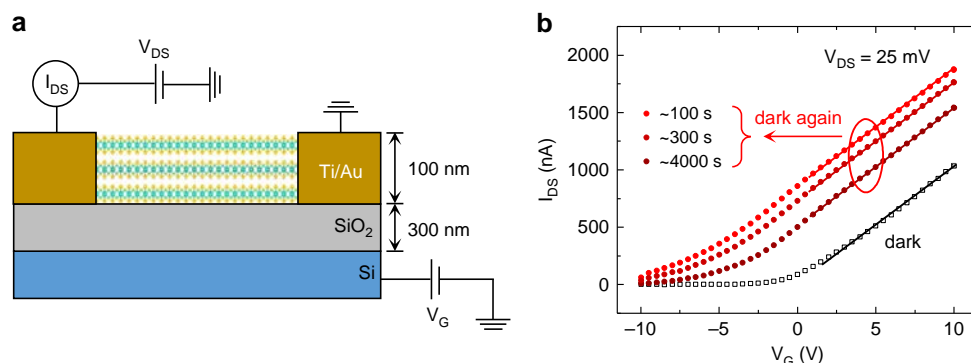 a
V_DS
I_DS
Ti/Au
100 nm
SiO₂
300 nm
Si
V_G
b
V_DS = 25 mV
~100 s
~300 s
~4000 s
dark again
dark
I_DS (nA)
2000
1500
1000
500
0
−10 −5 0 5 10
V_G (V)